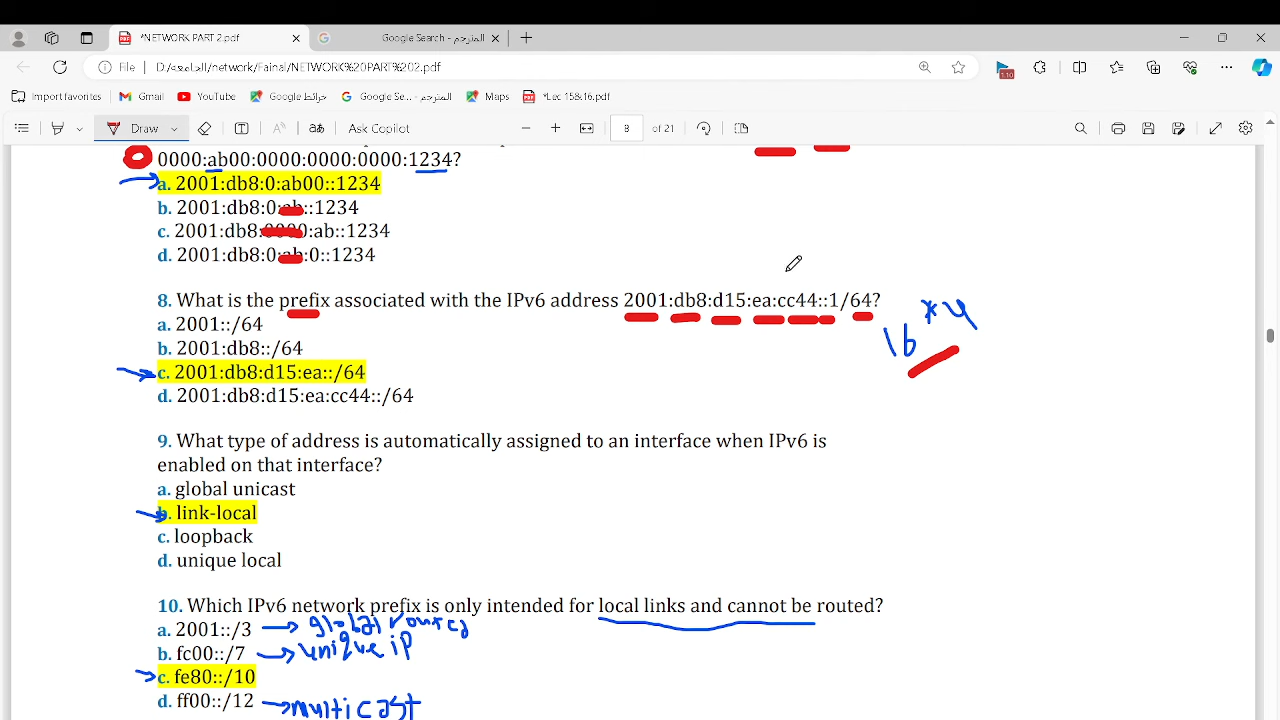 *NETWORK PART 2.pdf
Google Search - المترجم
File D:/الجامعه/network/Fainal/NETWORK%20PART%202.pdf
1.10
Import favorites Gmail YouTube خرائط Google Google Se... - المترجم Maps *Lec 15&16.pdf
Draw Ask Copilot 8 of 21
0000:ab00:0000:0000:0000:1234?
a. 2001:db8:0:ab00::1234
b. 2001:db8:0:ab::1234
c. 2001:db8:0000:ab::1234
d. 2001:db8:0:ab:0::1234
8. What is the prefix associated with the IPv6 address 2001:db8:d15:ea:cc44::1/64?
16 * 4
a. 2001::/64
b. 2001:db8::/64
c. 2001:db8:d15:ea::/64
d. 2001:db8:d15:ea:cc44::/64
9. What type of address is automatically assigned to an interface when IPv6 is
enabled on that interface?
a. global unicast
b. link-local
c. loopback
d. unique local
10. Which IPv6 network prefix is only intended for local links and cannot be routed?
a. 2001::/3 global
b. fc00::/7 unique ip
c. fe80::/10
d. ff00::/12 multicast